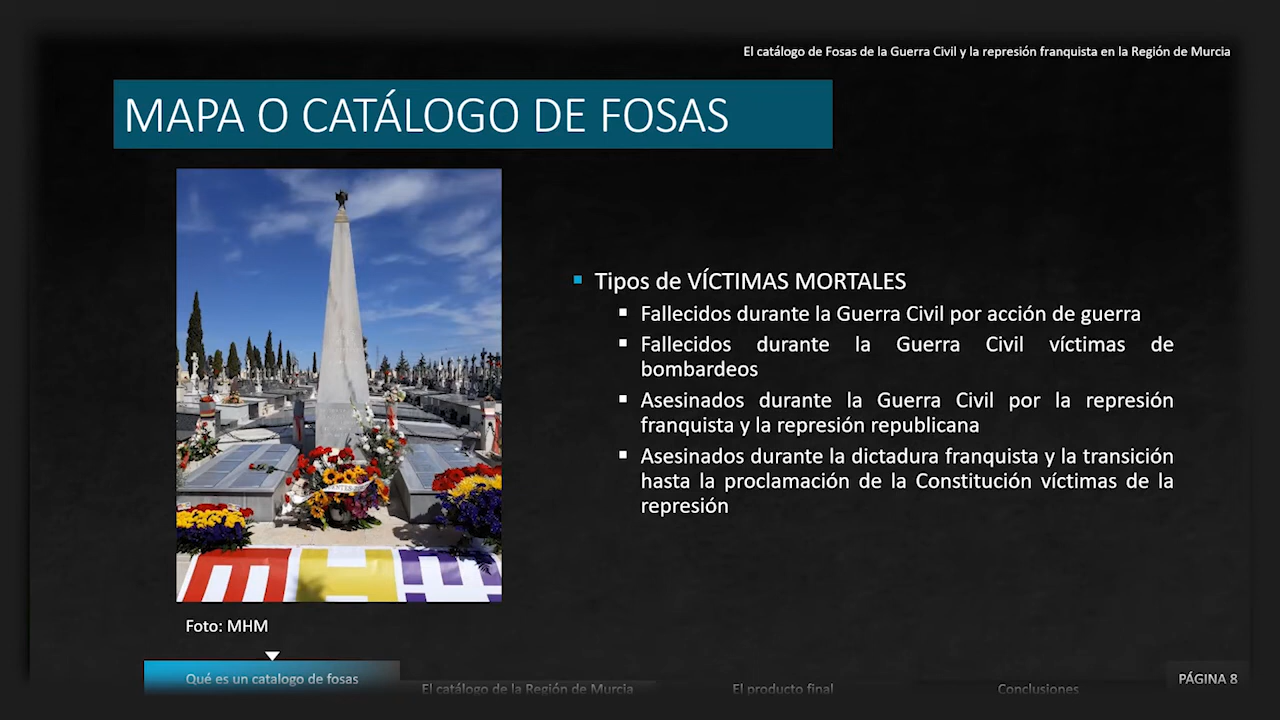 El catálogo de Fosas de la Guerra Civil y la represión franquista en la Región de Murcia
MAPA O CATÁLOGO DE FOSAS
Tipos de VÍCTIMAS MORTALES
Fallecidos durante la Guerra Civil por acción de guerra
Fallecidos durante la Guerra Civil víctimas de
bombardeos
Asesinados durante la Guerra Civil por la represión
franquista y la represión republicana
Asesinados durante la dictadura franquista y la transición
hasta la proclamación de la Constitución víctimas de la
represión
Foto: MHM
Qué es un catalogo de fosas
El catálogo de la Región de Murcia
El producto final
Conclusiones
PÁGINA 8